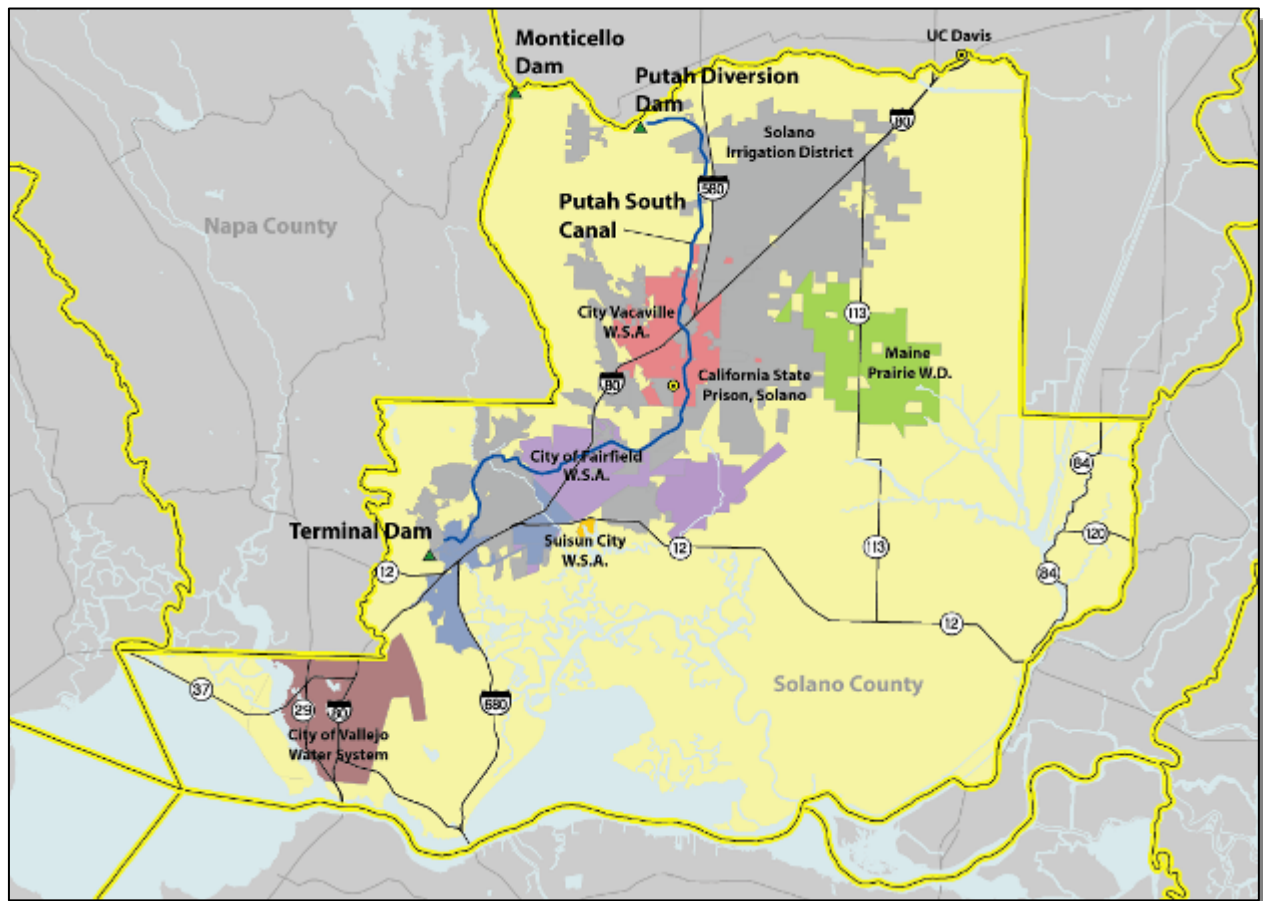 UC Davis
Monticello
Dam
Putah Diversion
Dam
80
Solano
Irrigation District
580
Putah South
Canal
Napa County
City Vacaville
W.S.A.
113
Maine
Prairie W.D.
California State
Prison, Solano
80
City of Fairfield
W.S.A.
84
Terminal Dam
Suisun City
W.S.A.
12
113
120
12
84
12
Solano County
37
29
80
680
City of Vallejo
Water System